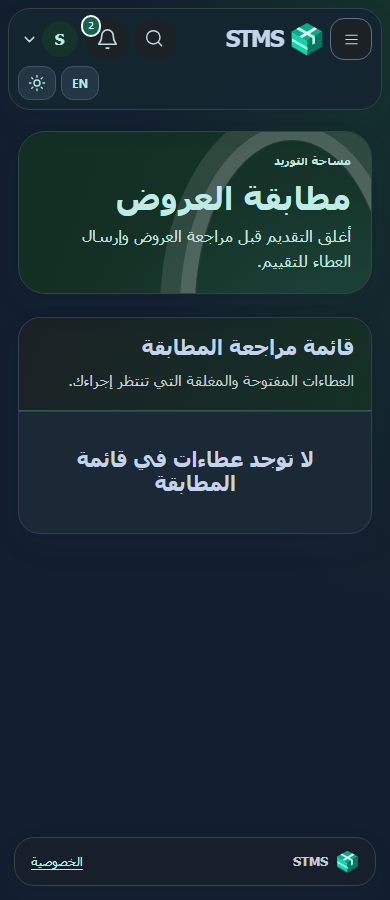 STMS
2
S
EN
مساحة التوريد
مطابقة العروض
أغلق التقديم قبل مراجعة العروض وإرسال
العطاء للتقييم.
قائمة مراجعة المطابقة
العطاءات المفتوحة والمغلقة التي تنتظر إجراءك.
لا توجد عطاءات في قائمة
المطابقة
STMS
الخصوصية